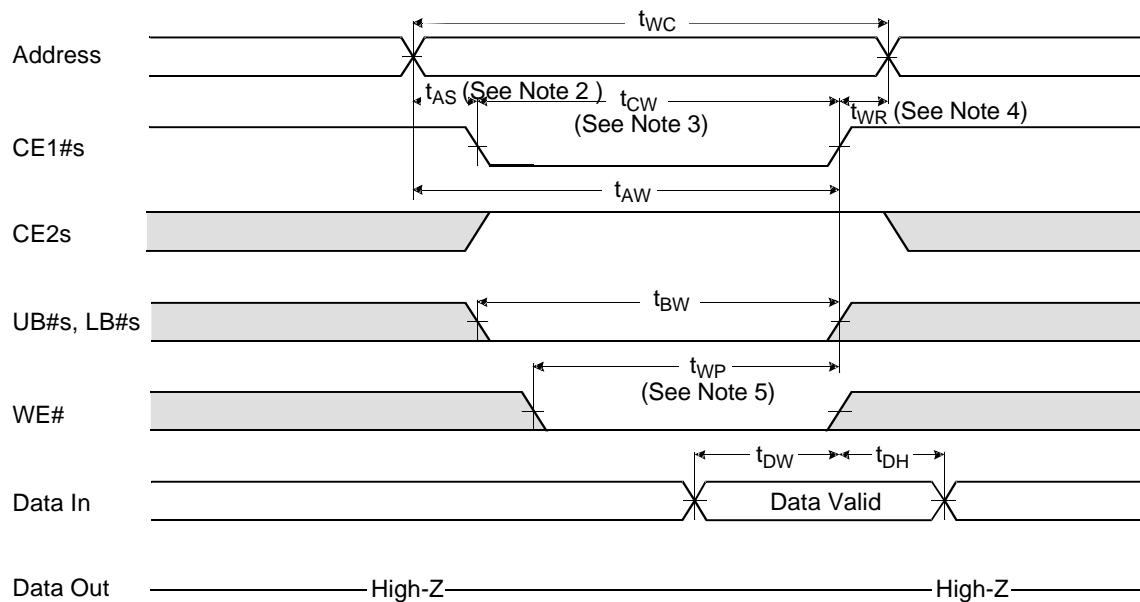 tWC
Address
tAS (See Note 2 )
tCW
(See Note 3)
tWR (See Note 4)
CE1#s
tAW
CE2s
tBW
UB#s, LB#s
tWP
(See Note 5)
WE#
tDW
tDH
Data In
Data Valid
Data Out
High-Z
High-Z